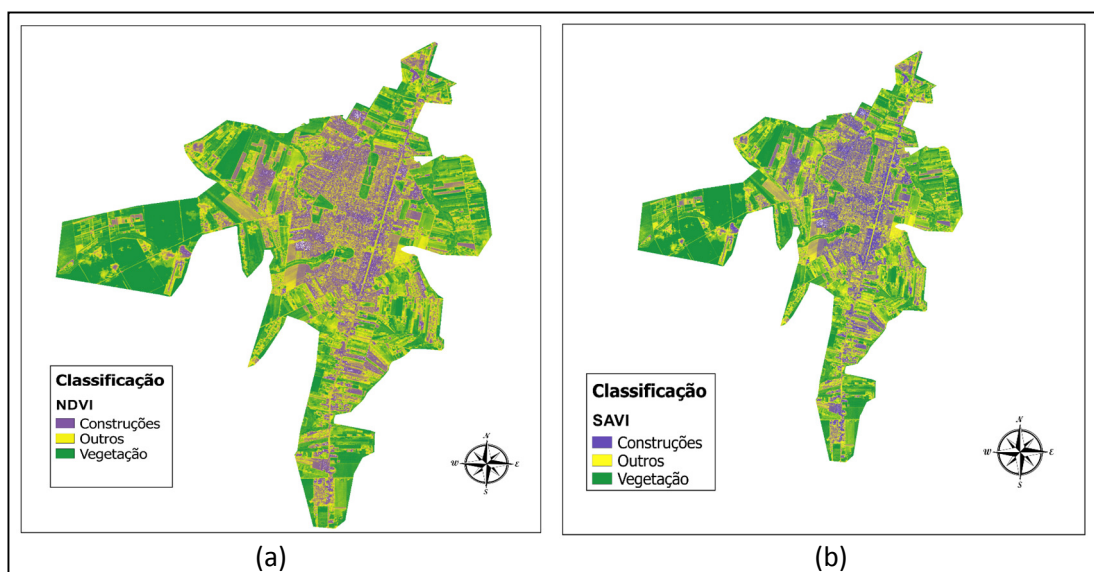 Classificação
NDVI
Construções
Outros
Vegetação
N
W
E
S
(a)
Classificação
SAVI
Construções
Outros
Vegetação
N
W
E
S
(b)